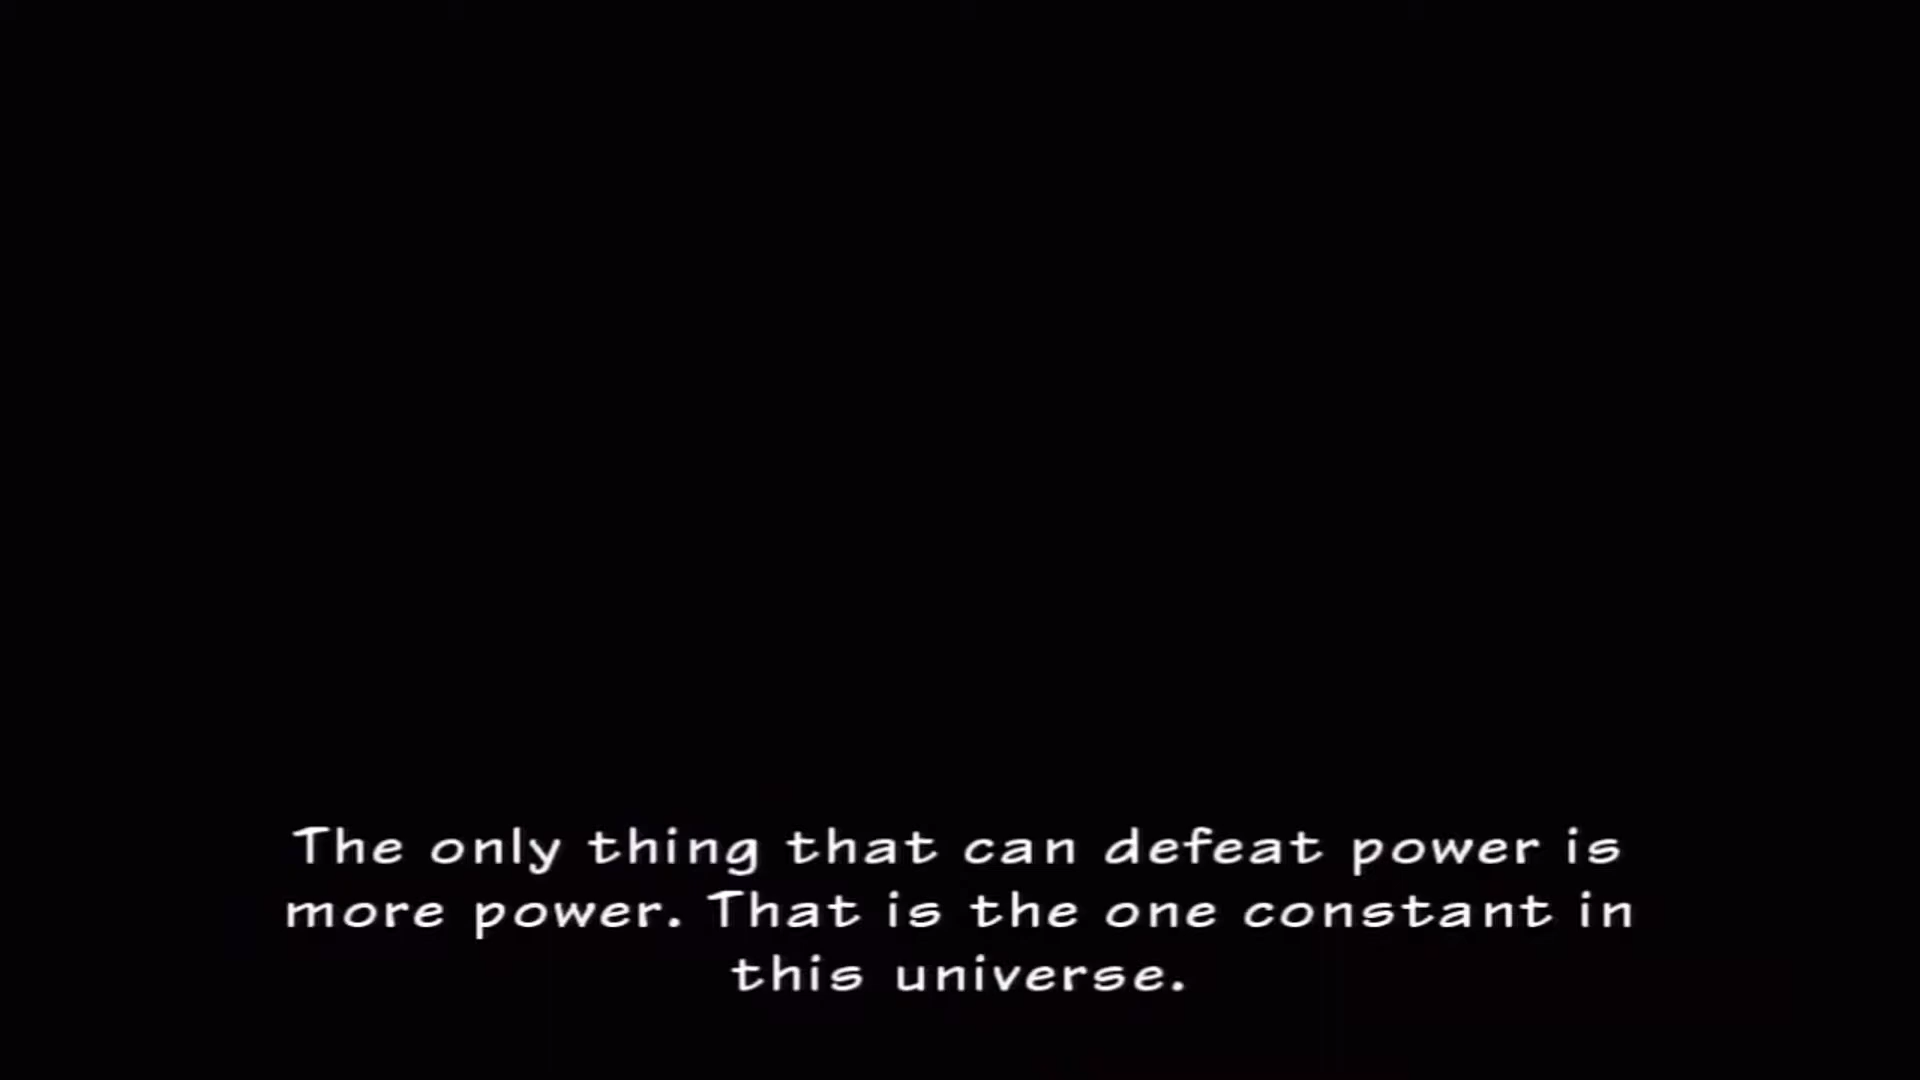 The only thing that can defeat power is
more power. That is the one constant in
this universe.